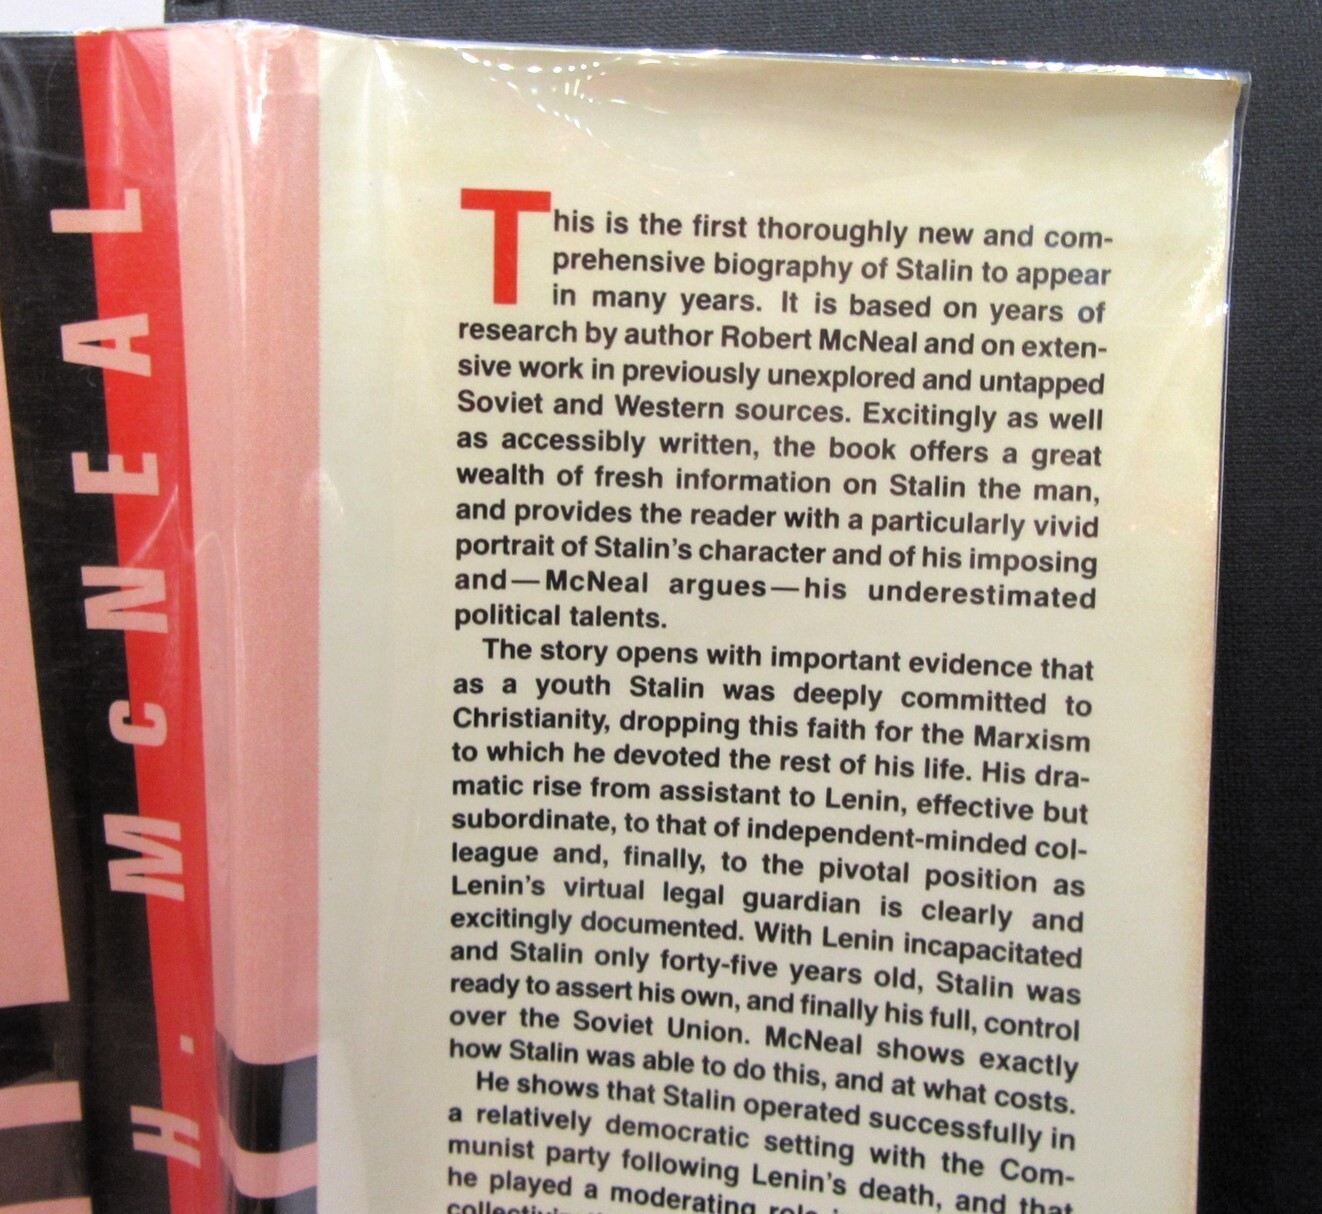 H. MCNEAL
This is the first thoroughly new and com-
prehensive biography of Stalin to appear
in many years. It is based on years of
research by author Robert McNeal and on exten-
sive work in previously unexplored and untapped
Soviet and Western sources. Excitingly as well
as accessibly written, the book offers a great
wealth of fresh information on Stalin the man,
and provides the reader with a particularly vivid
portrait of Stalin's character and of his imposing
and—McNeal argues—his underestimated
political talents.
The story opens with important evidence that
as a youth Stalin was deeply committed to
Christianity, dropping this faith for the Marxism
to which he devoted the rest of his life. His dra-
matic rise from assistant to Lenin, effective but
subordinate, to that of independent-minded col-
league and, finally, to the pivotal position as
Lenin's virtual legal guardian is clearly and
excitingly documented. With Lenin incapacitated
and Stalin only forty-five years old, Stalin was
ready to assert his own, and finally his full, control
over the Soviet Union. McNeal shows exactly
how Stalin was able to do this, and at what costs.
He shows that Stalin operated successfully in
a relatively democratic setting with the Com-
munist party following Lenin's death, and that
he played a moderating role